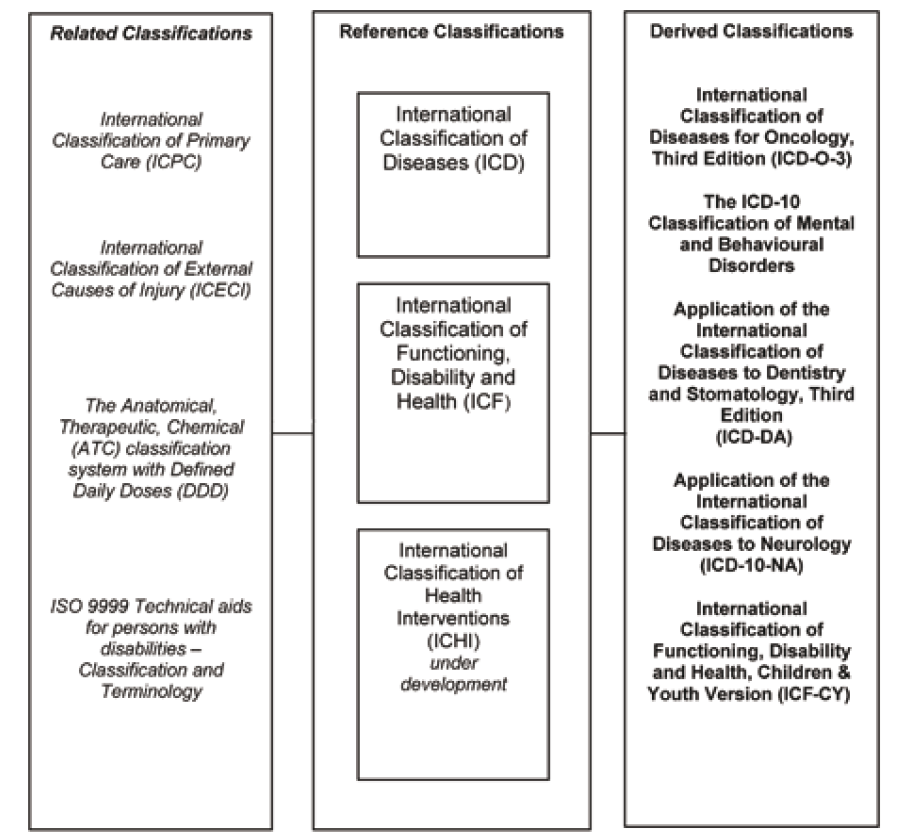 Related Classifications
International
Classification of Primary
Care (ICPC)
International
Classification of External
Causes of Injury (ICECI)
The Anatomical,
Therapeutic, Chemical
(ATC) classification
system with Defined
Daily Doses (DDD)
ISO 9999 Technical aids
for persons with
disabilities –
Classification and
Terminology
Reference Classifications
International
Classification of
Diseases (ICD)
International
Classification of
Functioning,
Disability and
Health (ICF)
International
Classification of
Health
Interventions
(ICHI)
under
development
Derived Classifications
International
Classification of
Diseases for Oncology,
Third Edition (ICD-O-3)
The ICD-10
Classification of Mental
and Behavioural
Disorders
Application of the
International
Classification of
Diseases to Dentistry
and Stomatology, Third
Edition
(ICD-DA)
Application of the
International
Classification of
Diseases to Neurology
(ICD-10-NA)
International
Classification of
Functioning, Disability
and Health, Children &
Youth Version (ICF-CY)